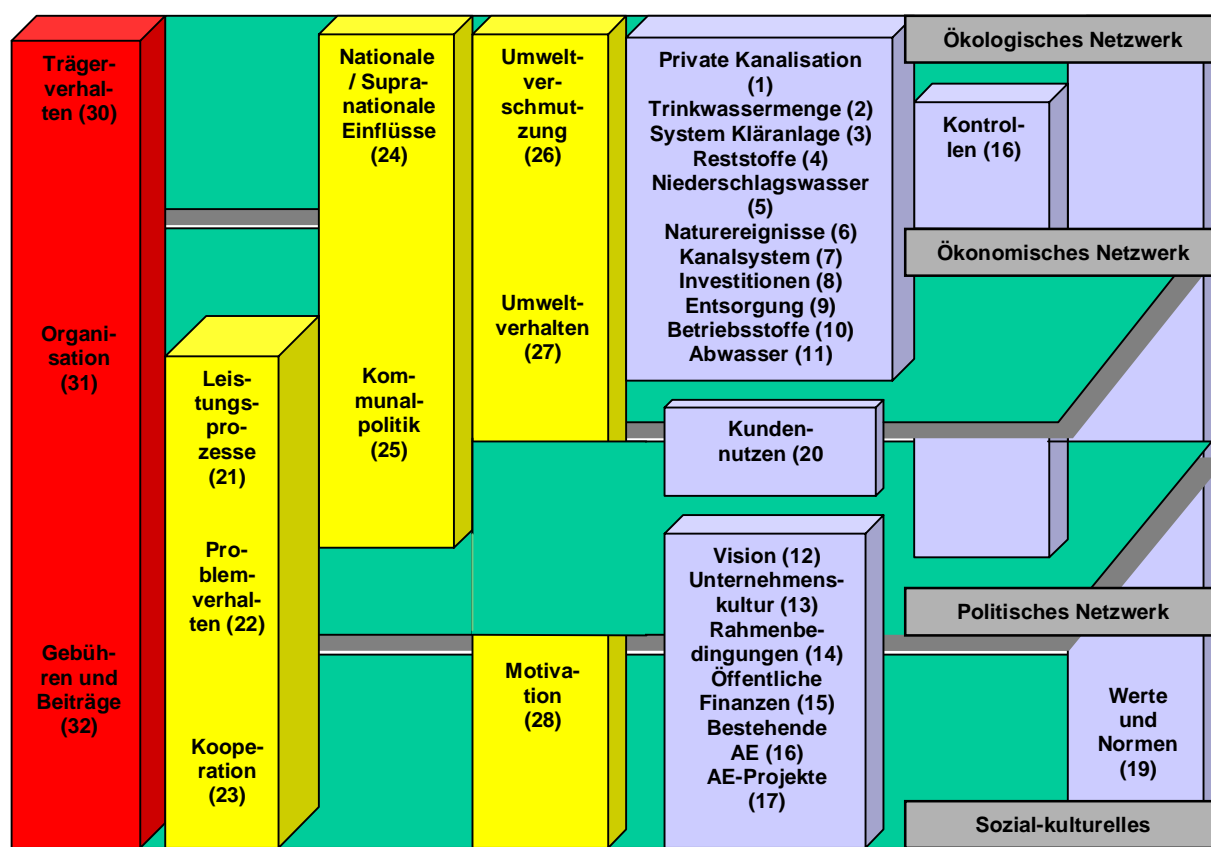 Träger-
verhal-
ten (30)
Organi-
sation
(31)
Gebüh-
ren und
Beiträge
(32)
Leis-
tungs-
pro-
zesse
(21)
Pro-
blem-
verhal-
ten (22)
Koope-
ration
(23)
Nationale
/ Supra-
nationale
Einflüsse
(24)
Kom-
munal-
politik
(25)
Umwelt-
ver-
schmut-
zung
(26)
Umwelt-
verhalten
(27)
Motiva-
tion
(28)
Private Kanalisation
(1)
Trinkwassermenge (2)
System Kläranlage (3)
Reststoffe (4)
Niederschlagswasser
(5)
Naturereignisse (6)
Kanalsystem (7)
Investitionen (8)
Entsorgung (9)
Betriebsstoffe (10)
Abwasser (11)
Kunden-
nutzen (20
Vision (12)
Unternehmens-
kultur (13)
Rahmenbe-
dingungen (14)
Öffentliche
Finanzen (15)
Bestehende
AE (16)
AE-Projekte
(17)
Kontrol-
len (16)
Werte
und
Normen
(19)
Ökologisches Netzwerk
Ökonomisches Netzwerk
Politisches Netzwerk
Sozial-kulturelles